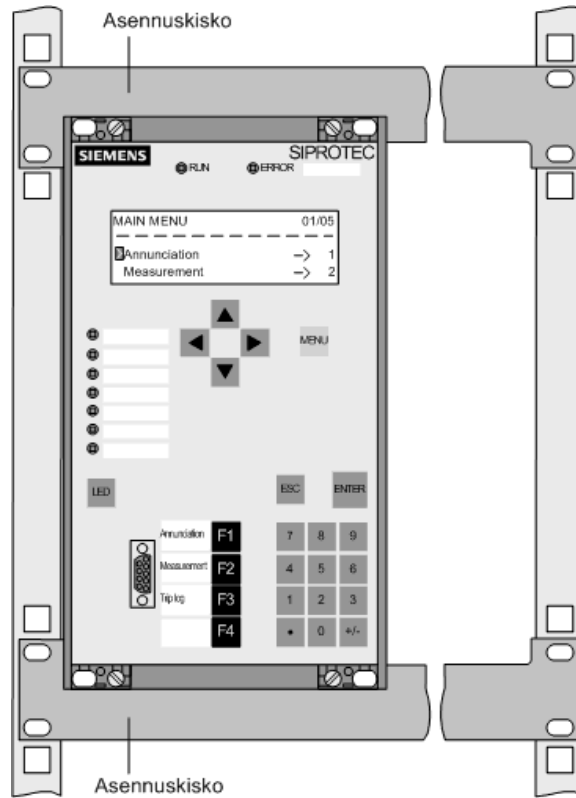 Asennuskisko
SIEMENS
SIPROTEC
RUN
ERROR
MAIN MENU 01/05
Annunciation –> 1
Measurement –> 2
MENU
LED
ESC
ENTER
Annunciation F1
Measurement F2
Trip log F3
F4
7 8 9
4 5 6
1 2 3
• 0 +/-
Asennuskisko